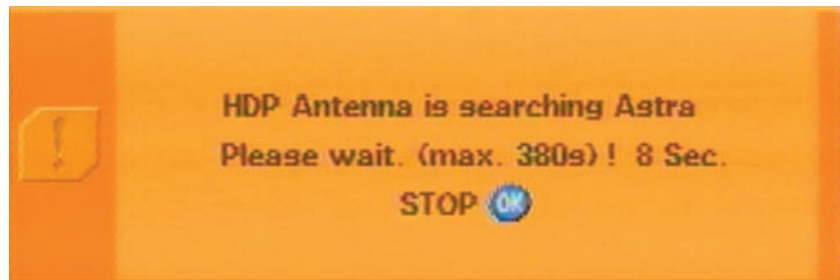 HDP Antenna is searching Astra
Please wait. (max. 380s) ! 8 Sec.
STOP OK